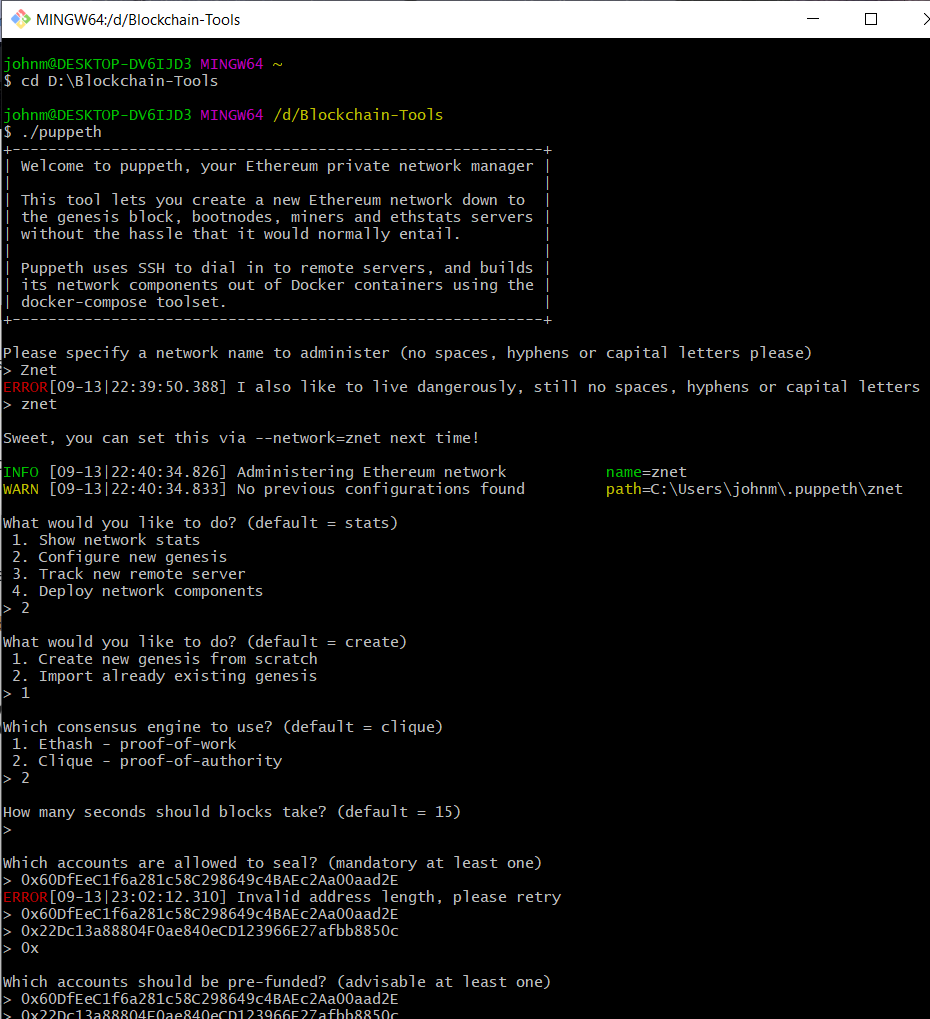 MINGW64:/d/Blockchain-Tools
johnm@DESKTOP-DV6IJD3 MINGW64 ~
$ cd D:\Blockchain-Tools
johnm@DESKTOP-DV6IJD3 MINGW64 /d/Blockchain-Tools
$ ./puppeth
+-----------------------------------------------------------+
| Welcome to puppeth, your Ethereum private network manager |
| |
| This tool lets you create a new Ethereum network down to |
| the genesis block, bootnodes, miners and ethstats servers |
| without the hassle that it would normally entail. |
| |
| Puppeth uses SSH to dial in to remote servers, and builds |
| its network components out of Docker containers using the |
| docker-compose toolset. |
+-----------------------------------------------------------+
Please specify a network name to administer (no spaces, hyphens or capital letters please)
> Znet
ERROR[09-13|22:39:50.388] I also like to live dangerously, still no spaces, hyphens or capital letters
> znet
Sweet, you can set this via --network=znet next time!
INFO [09-13|22:40:34.826] Administering Ethereum network name=znet
WARN [09-13|22:40:34.833] No previous configurations found path=C:\Users\johnm\.puppeth\znet
What would you like to do? (default = stats)
1. Show network stats
2. Configure new genesis
3. Track new remote server
4. Deploy network components
> 2
What would you like to do? (default = create)
1. Create new genesis from scratch
2. Import already existing genesis
> 1
Which consensus engine to use? (default = clique)
1. Ethash - proof-of-work
2. Clique - proof-of-authority
> 2
How many seconds should blocks take? (default = 15)
>
Which accounts are allowed to seal? (mandatory at least one)
> 0x60DfEeC1f6a281c58C298649c4BAEc2Aa00aad2E
ERROR[09-13|23:02:12.310] Invalid address length, please retry
> 0x60DfEeC1f6a281c58C298649c4BAEc2Aa00aad2E
> 0x22Dc13a88804F0ae840eCD123966E27afbb8850c
> 0x
Which accounts should be pre-funded? (advisable at least one)
> 0x60DfEeC1f6a281c58C298649c4BAEc2Aa00aad2E
> 0x22Dc13a88804F0ae840eCD123966E27afbb8850c